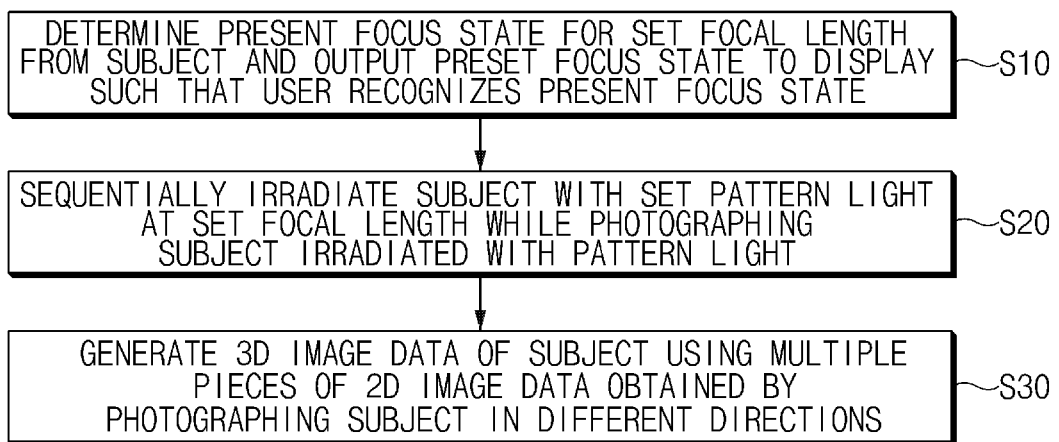 DETERMINE PRESENT FOCUS STATE FOR SET FOCAL LENGTH
FROM SUBJECT AND OUTPUT PRESET FOCUS STATE TO DISPLAY
SUCH THAT USER RECOGNIZES PRESENT FOCUS STATE
S10
SEQUENTIALLY IRRADIATE SUBJECT WITH SET PATTERN LIGHT
AT SET FOCAL LENGTH WHILE PHOTOGRAPHING
SUBJECT IRRADIATED WITH PATTERN LIGHT
S20
GENERATE 3D IMAGE DATA OF SUBJECT USING MULTIPLE
PIECES OF 2D IMAGE DATA OBTAINED BY
PHOTOGRAPHING SUBJECT IN DIFFERENT DIRECTIONS
S30